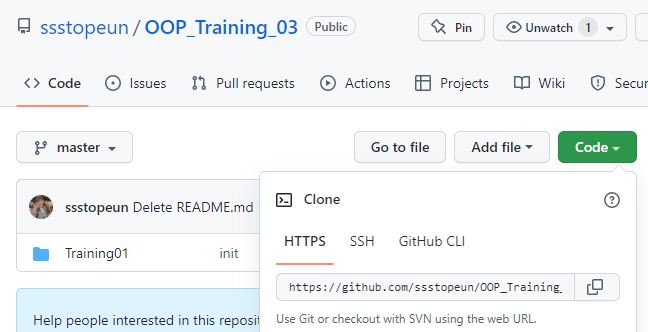 ssstopeun / OOP_Training_03 Public Pin Unwatch 1
Code Issues Pull requests Actions Projects Wiki Secur
master Go to file Add file Code
ssstopeun Delete README.md
Clone
Training01 init
HTTPS SSH GitHub CLI
https://github.com/ssstopeun/OOP_Training_
Help people interested in this reposit
Use Git or checkout with SVN using the web URL.